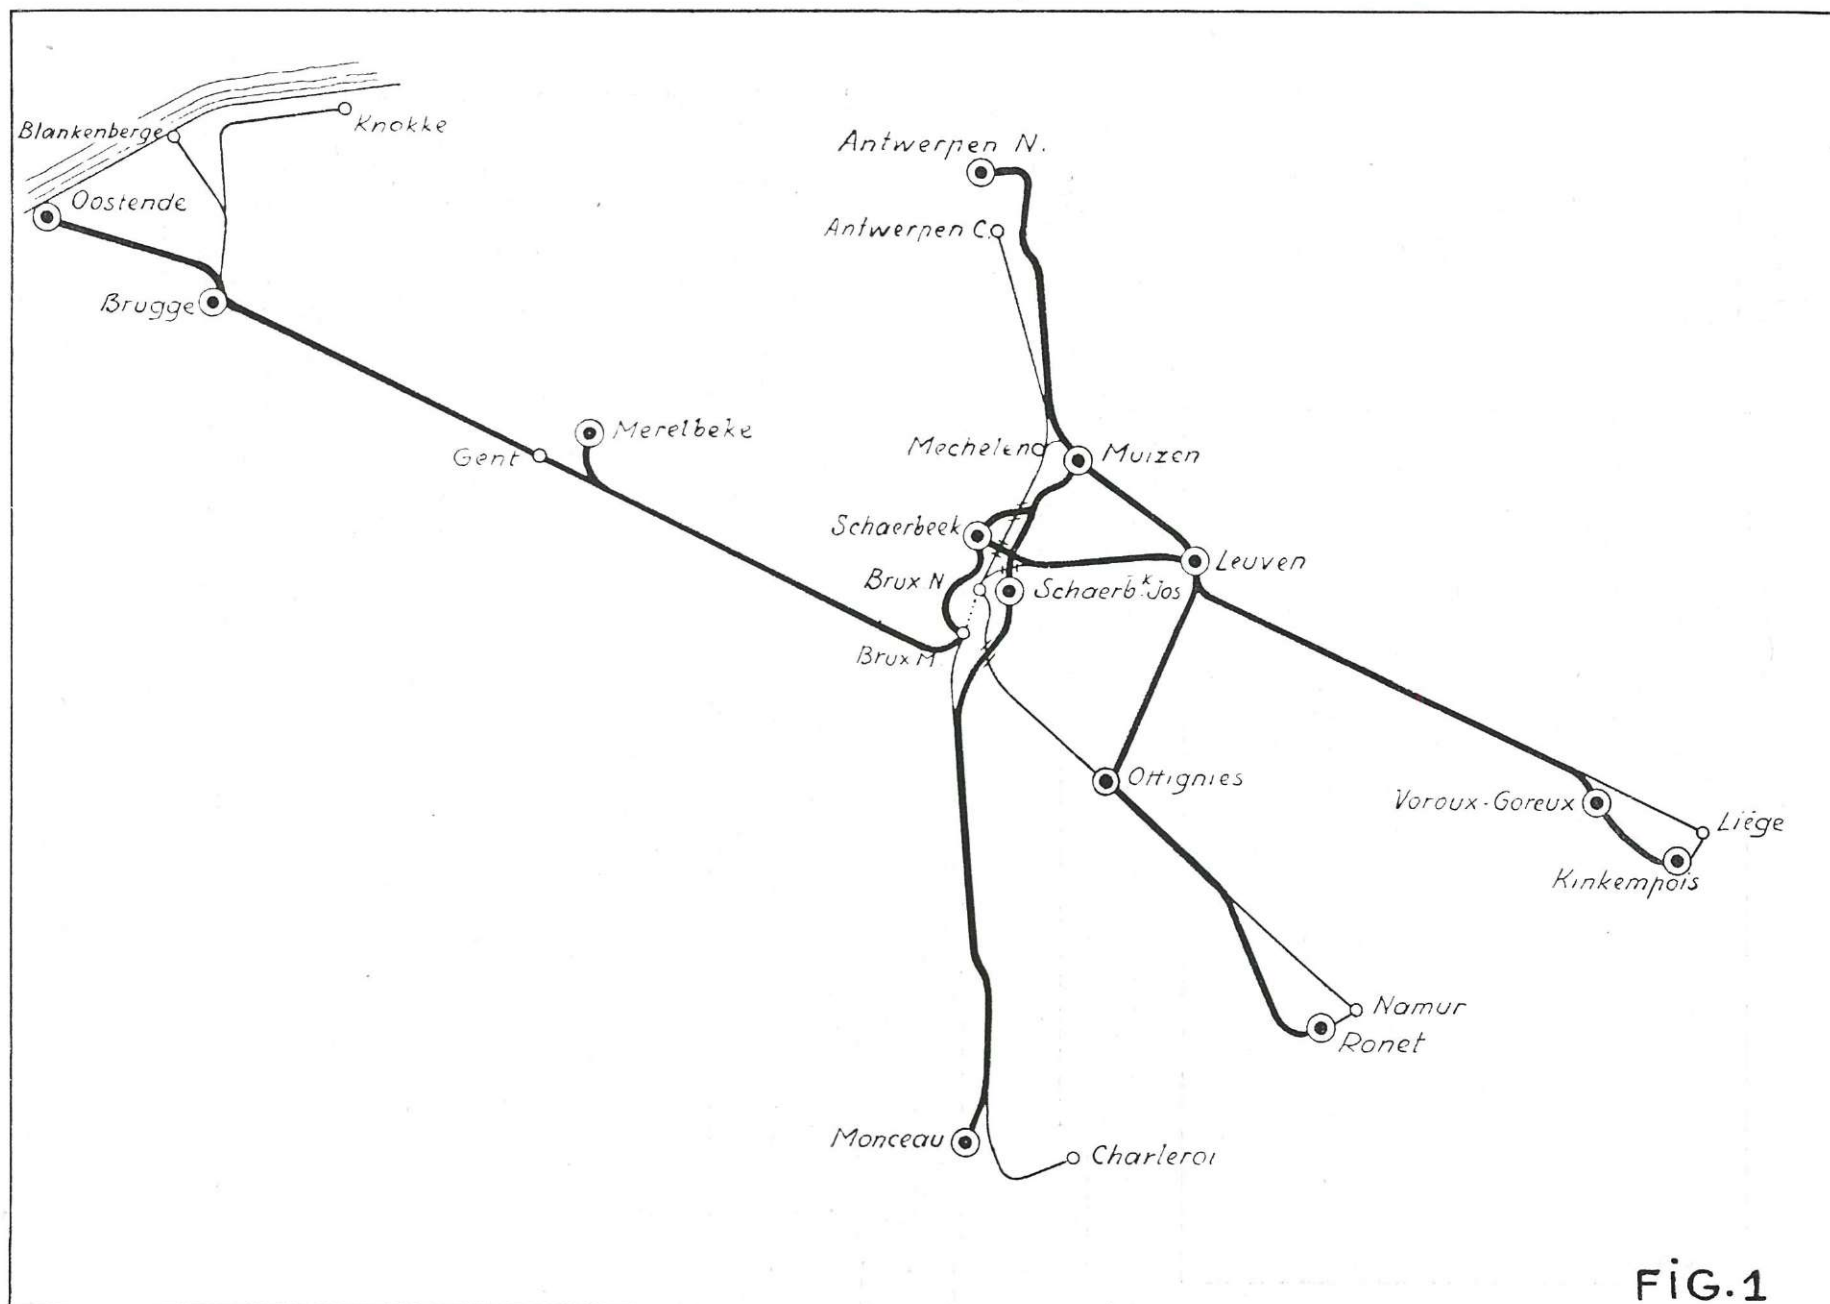 Knokke
Blankenberge
Antwerpen N.
Oostende
Antwerpen C.
Brugge
Merelbeke
Gent
Mechelen
Muizen
Schaerbeek
Leuven
Brux N
Schaerb.k Jos
Brux M.
Ottignies
Voroux-Goreux
Liége
Kinkempois
Namur
Ronet
Monceau
Charleroi
FiG.1